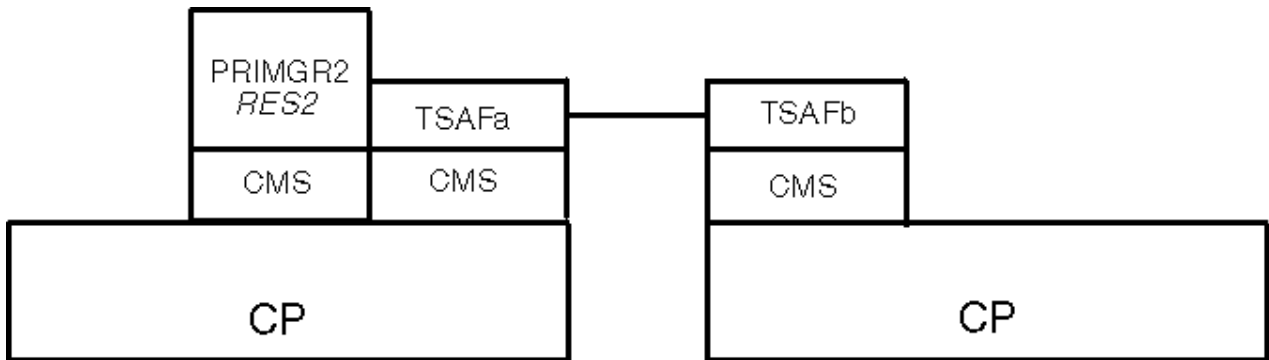 PRIMGR2
RES2
TSAFa
TSAFb
CMS
CMS
CMS
CP
CP